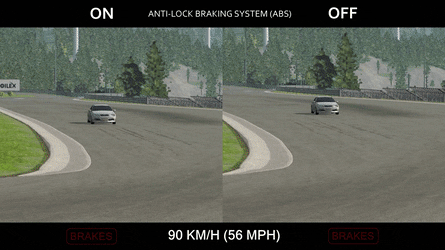 ON
ANTI-LOCK BRAKING SYSTEM (ABS)
OFF
BRAKES
90 KM/H (56 MPH)
BRAKES